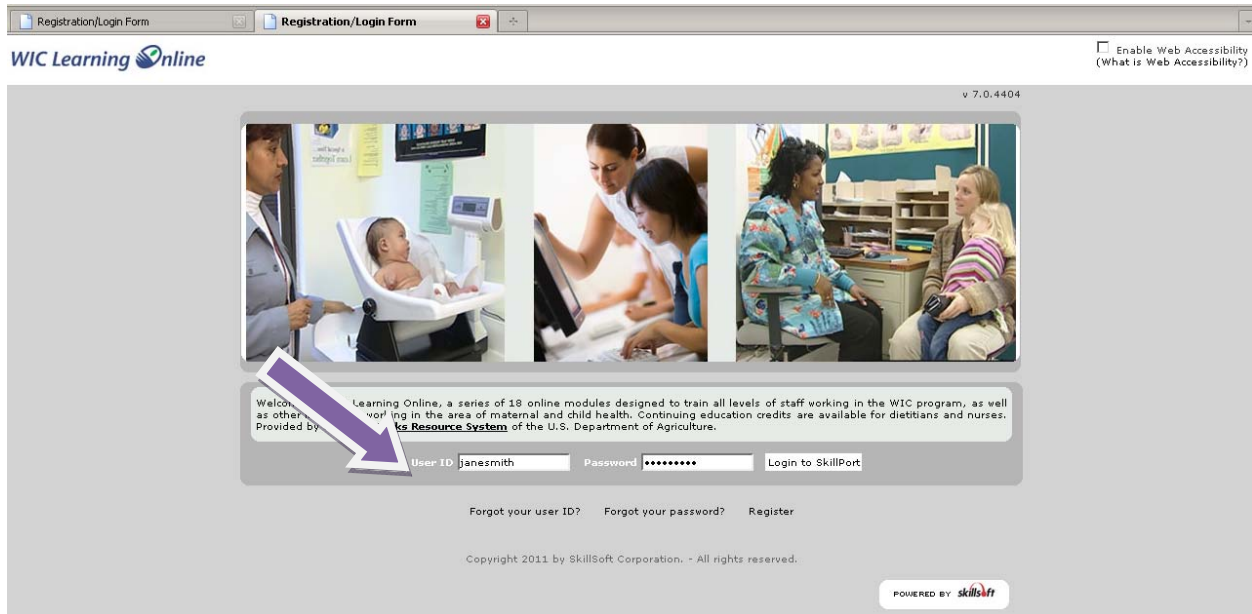 Registration/Login Form
Registration/Login Form
WIC Learning Online
Enable Web Accessibility
(What is Web Accessibility?)
v 7.0.4404
Learning Online, a series of 18 online modules designed to train all levels of staff working in the WIC program, as well
as other working in the area of maternal and child health. Continuing education credits are available for dietitians and nurses.
Provided by Resource System of the U.S. Department of Agriculture.
User ID janesmith Password ••••••••• Login to SkillPort
Forgot your user ID? Forgot your password? Register
Copyright 2011 by SkillSoft Corporation. - All rights reserved.
POWERED BY skillsoft